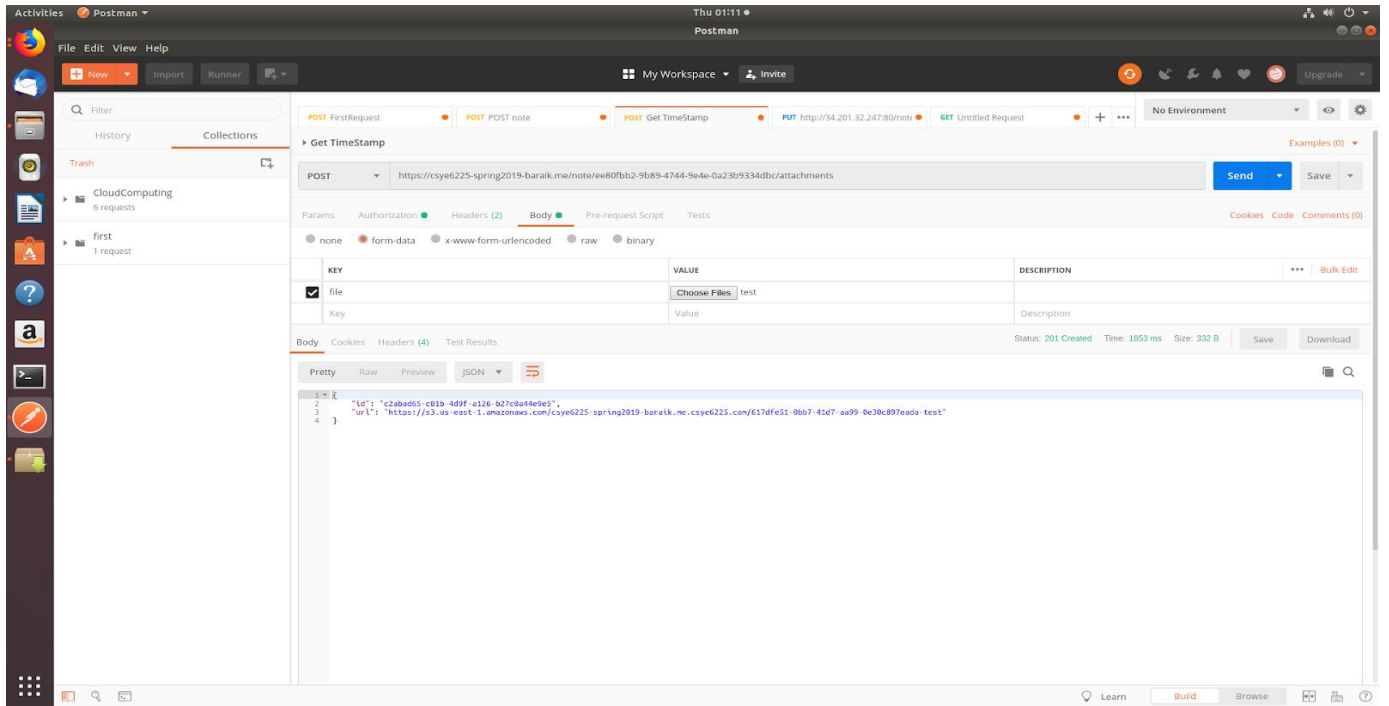 Activities Postman Thu 01:11
Postman
File Edit View Help
New Import Runner My Workspace Invite Upgrade
Filter
History Collections
Trash
CloudComputing
6 requests
first
1 request
POST FirstRequest POST POST note POST Get TimeStamp PUT http://34.201.32.247:80/note GET Untitled Request + ••• No Environment
Get TimeStamp Examples (0)
POST https://csye6225-spring2019-baraik.me/note/ee80fbb2-9b89-4744-9e4e-0a23b9334dbc/attachments Send Save
Params Authorization Headers (2) Body Pre-request Script Tests Cookies Code Comments (0)
none form-data x-www-form-urlencoded raw binary
KEY VALUE DESCRIPTION ••• Bulk Edit
file Choose Files test
Key Value Description
Body Cookies Headers (4) Test Results Status: 201 Created Time: 1853 ms Size: 332 B Save Download
Pretty Raw Preview JSON
1 {
2 "id": "c2abad65-c01b-4d9f-a126-b27c0a44e9e5",
3 "url": "https://s3.us-east-1.amazonaws.com/csye6225-spring2019-baraik.me.csye6225.com/617dfe51-0bb7-41d7-aa99-0e30c897eada-test"
4 }
Learn Build Browse